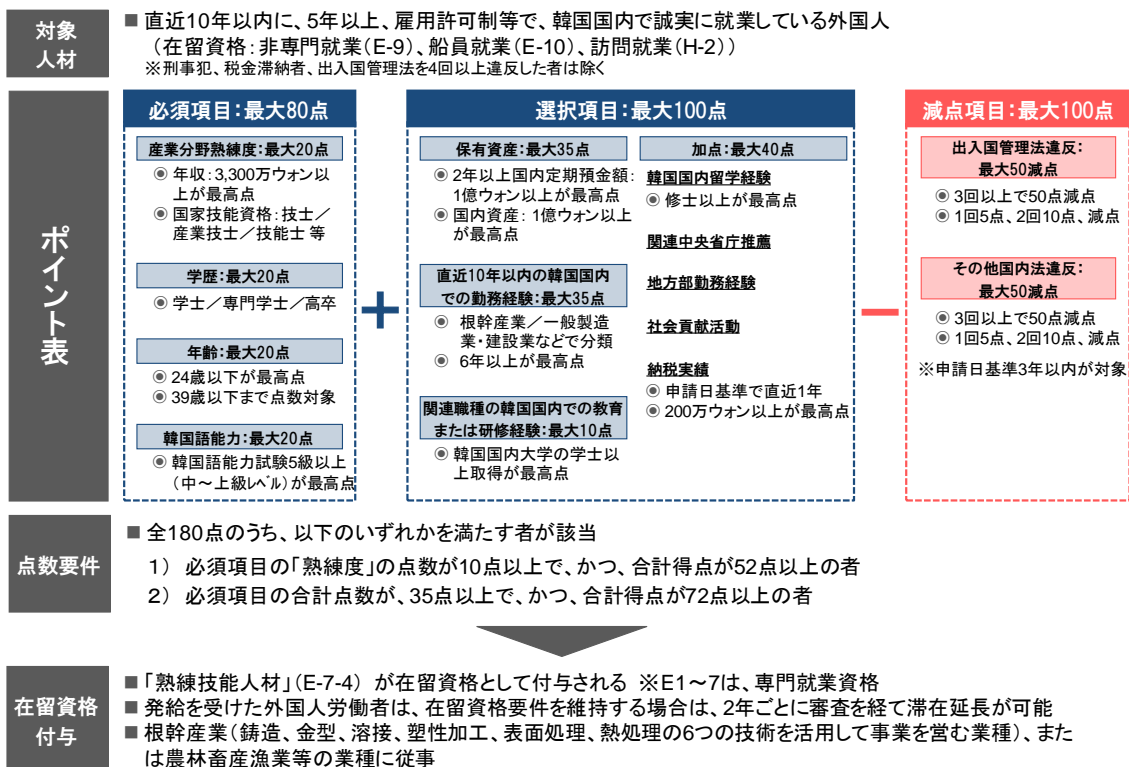 対象
人材
■ 直近10年以内に、5年以上、雇用許可制等で、韓国国内で誠実に就業している外国人
（在留資格：非専門就業（E-9）、船員就業（E-10）、訪問就業（H-2））
※刑事犯、税金滞納者、出入国管理法を4回以上違反した者は除く
ポイント表
必須項目：最大80点
産業分野熟練度：最大20点
◉ 年収：3,300万ウォン以
上が最高点
◉ 国家技能資格：技士／
産業技士／技能士 等
学歴：最大20点
◉ 学士／専門学士／高卒
年齢：最大20点
◉ 24歳以下が最高点
◉ 39歳以下まで点数対象
韓国語能力：最大20点
◉ 韓国語能力試験5級以上
（中～上級ﾚﾍﾞﾙ）が最高点
＋
選択項目：最大100点
保有資産：最大35点
◉ 2年以上国内定期預金額：
1億ウォン以上が最高点
◉ 国内資産： 1億ウォン以上
が最高点
直近10年以内の韓国国内
での勤務経験：最大35点
◉ 根幹産業／一般製造
業・建設業などで分類
◉ 6年以上が最高点
関連職種の韓国国内での教育
または研修経験：最大10点
◉ 韓国国内大学の学士以
上取得が最高点
加点：最大40点
韓国国内留学経験
◉ 修士以上が最高点
関連中央省庁推薦
地方部勤務経験
社会貢献活動
納税実績
◉ 申請日基準で直近1年
◉ 200万ウォン以上が最高点
－
減点項目：最大100点
出入国管理法違反：
最大50減点
◉ 3回以上で50点減点
◉ 1回5点、2回10点、減点
その他国内法違反：
最大50減点
◉ 3回以上で50点減点
◉ 1回5点、2回10点、減点
※申請日基準3年以内が対象
点数要件
■ 全180点のうち、以下のいずれかを満たす者が該当
1） 必須項目の「熟練度」の点数が10点以上で、かつ、合計得点が52点以上の者
2） 必須項目の合計点数が、35点以上で、かつ、合計得点が72点以上の者
在留資格
付与
■ 「熟練技能人材」（E-7-4） が在留資格として付与される ※E1～7は、専門就業資格
■ 発給を受けた外国人労働者は、在留資格要件を維持する場合は、2年ごとに審査を経て滞在延長が可能
■ 根幹産業（鋳造、金型、溶接、塑性加工、表面処理、熱処理の6つの技術を活用して事業を営む業種）、また
は農林畜産漁業等の業種に従事